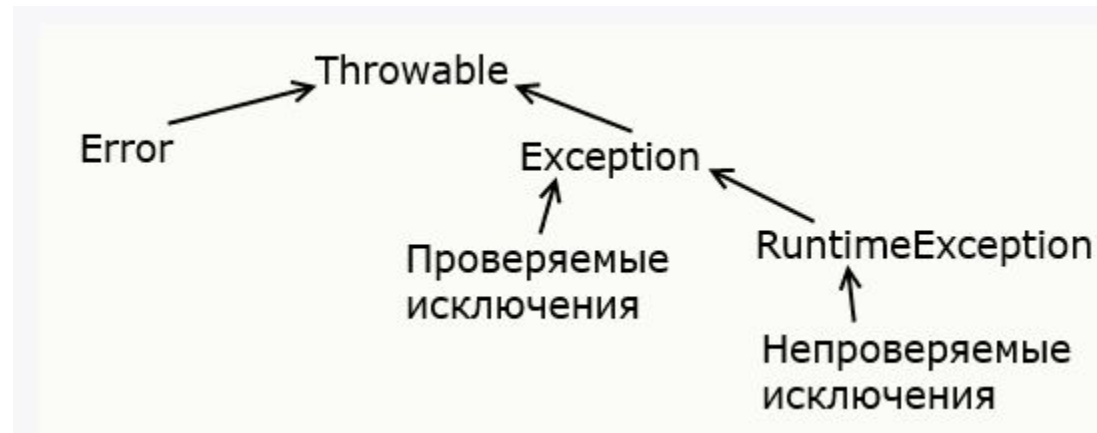 Throwable
Error
Exception
RuntimeException
Проверяемые
исключения
Непроверяемые
исключения